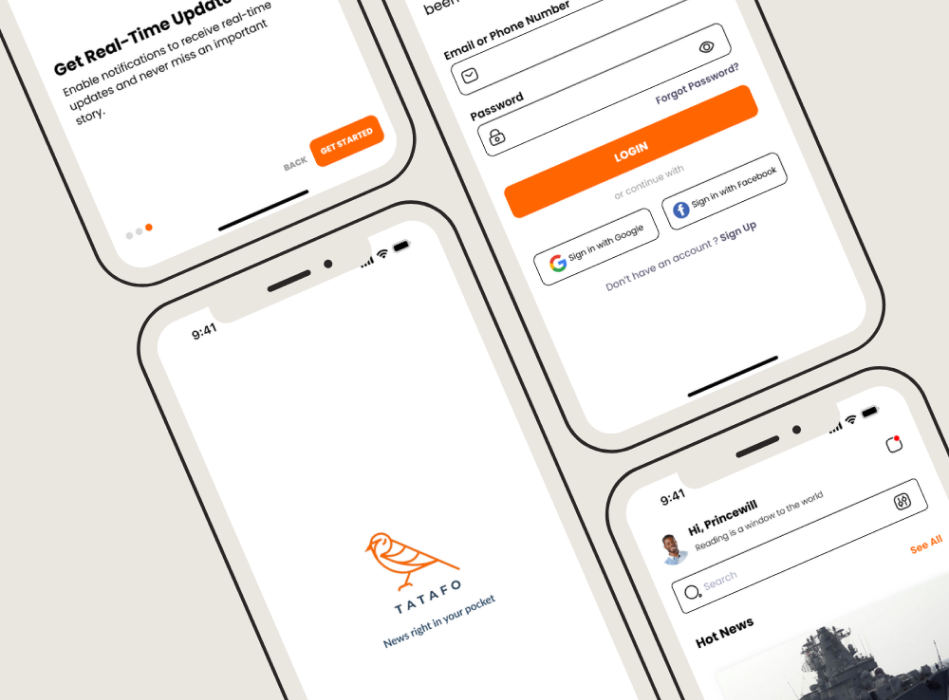 Get Real-Time Update
Enable notifications to receive real-time
updates and never miss an important
story.
BACK
GET STARTED
been
Email or Phone Number
Password
Forgot Password?
LOGIN
or continue with
Sign in with Google
Sign in with Facebook
Don't have an account ? Sign Up
9:41
TATAFO
News right in your pocket
9:41
Hi, Princewill
Reading is a window to the world
Search
See All
Hot News